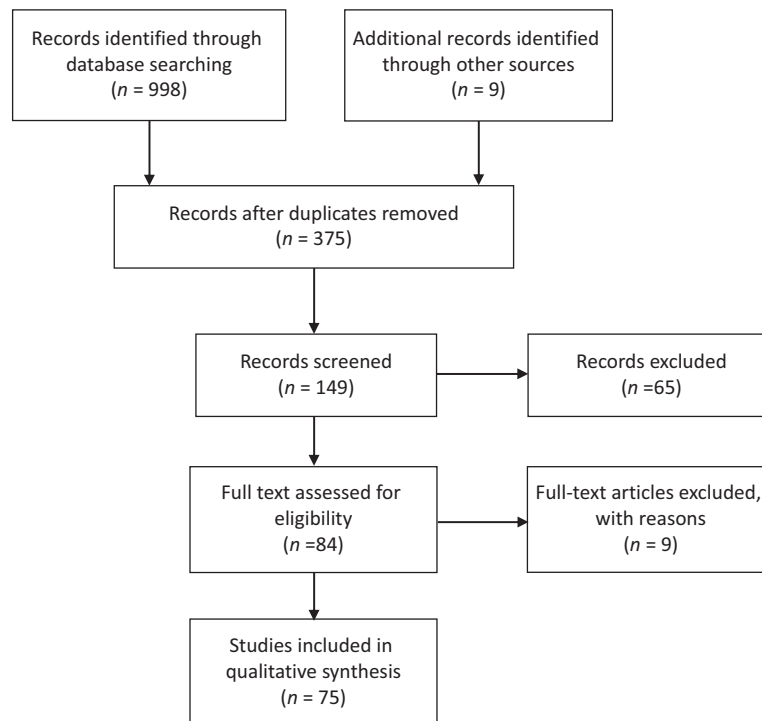 Records identified through
database searching
(n = 998)
Additional records identified
through other sources
(n = 9)
Records after duplicates removed
(n = 375)
Records screened
(n = 149)
Records excluded
(n =65)
Full text assessed for
eligibility
(n =84)
Full-text articles excluded,
with reasons
(n = 9)
Studies included in
qualitative synthesis
(n = 75)